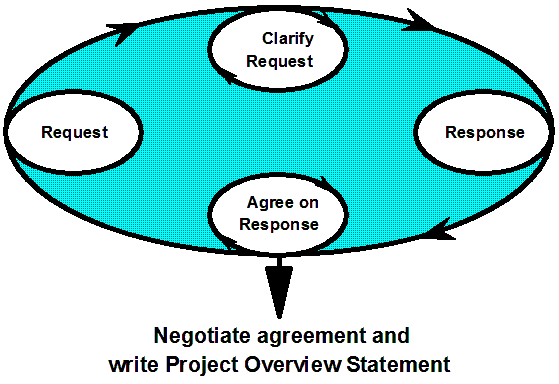 Clarify
Request
Request
Response
Agree on
Response
Negotiate agreement and
write Project Overview Statement